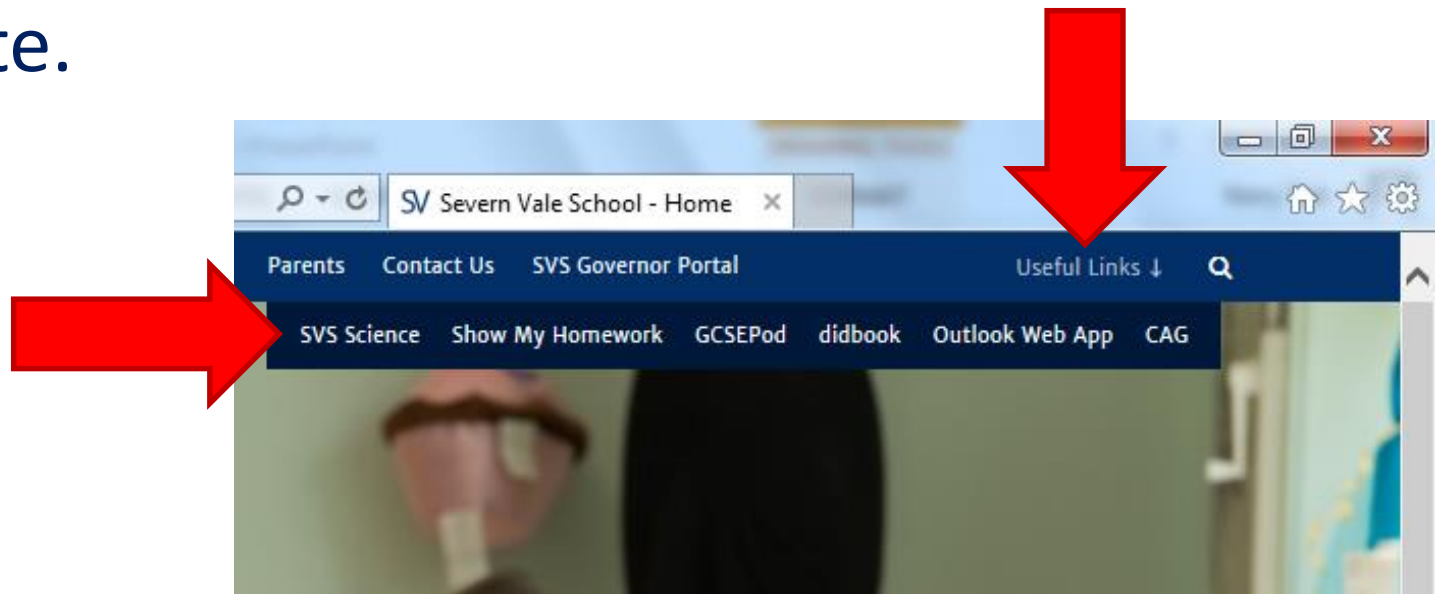 te.
SV Severn Vale School - Home
Parents Contact Us SVS Governor Portal Useful Links ↓
SVS Science Show My Homework GCSEPod didbook Outlook Web App CAG